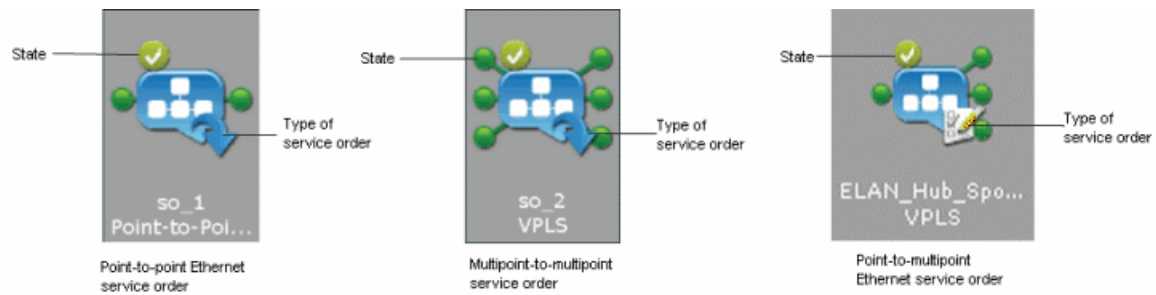 State
Type of
service order
so_1
Point-to-Poi...
Point-to-point Ethernet
service order
State
Type of
service order
so_2
VPLS
Multipoint-to-multipoint
service order
State
Type of
service order
ELAN_Hub_Spo...
VPLS
Point-to-multipoint
Ethernet service order